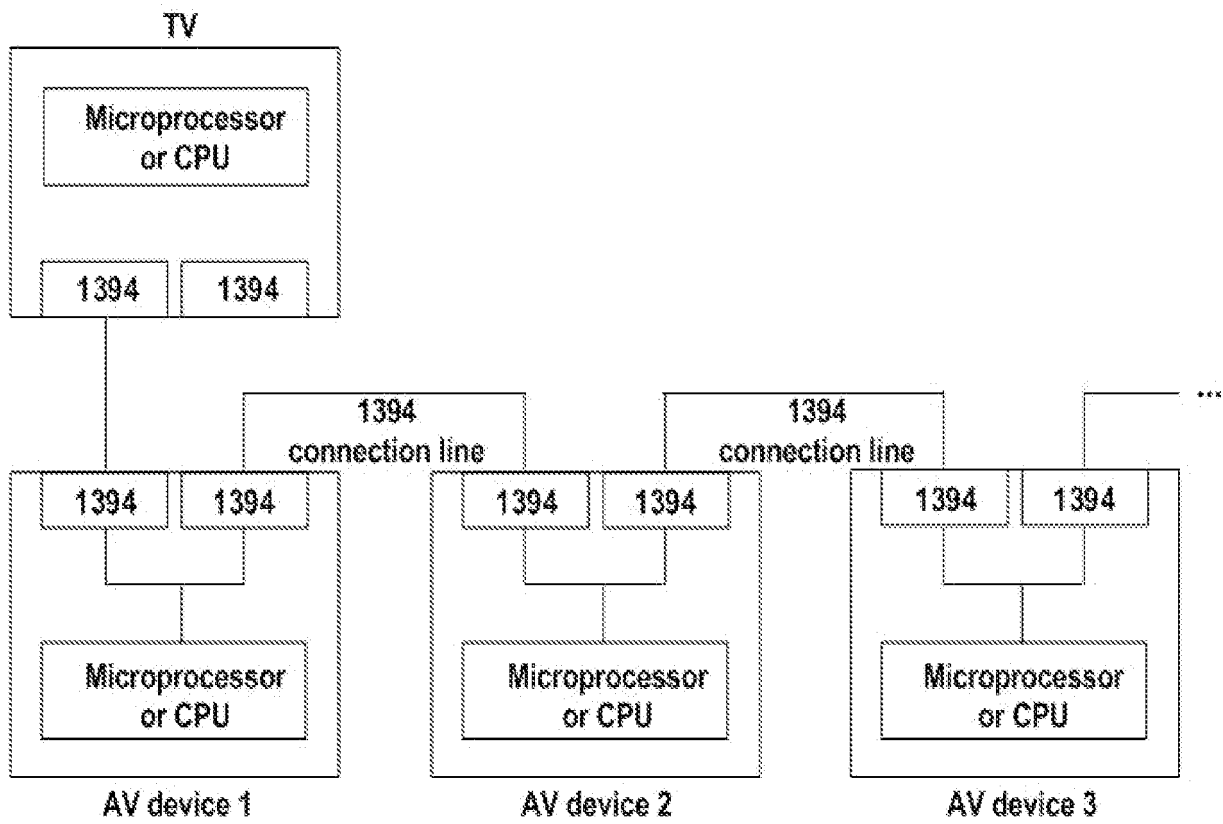 TV
Microprocessor
or CPU
1394 1394
1394
connection line
1394
connection line
...
1394 1394
1394 1394
1394 1394
Microprocessor
or CPU
Microprocessor
or CPU
Microprocessor
or CPU
AV device 1
AV device 2
AV device 3